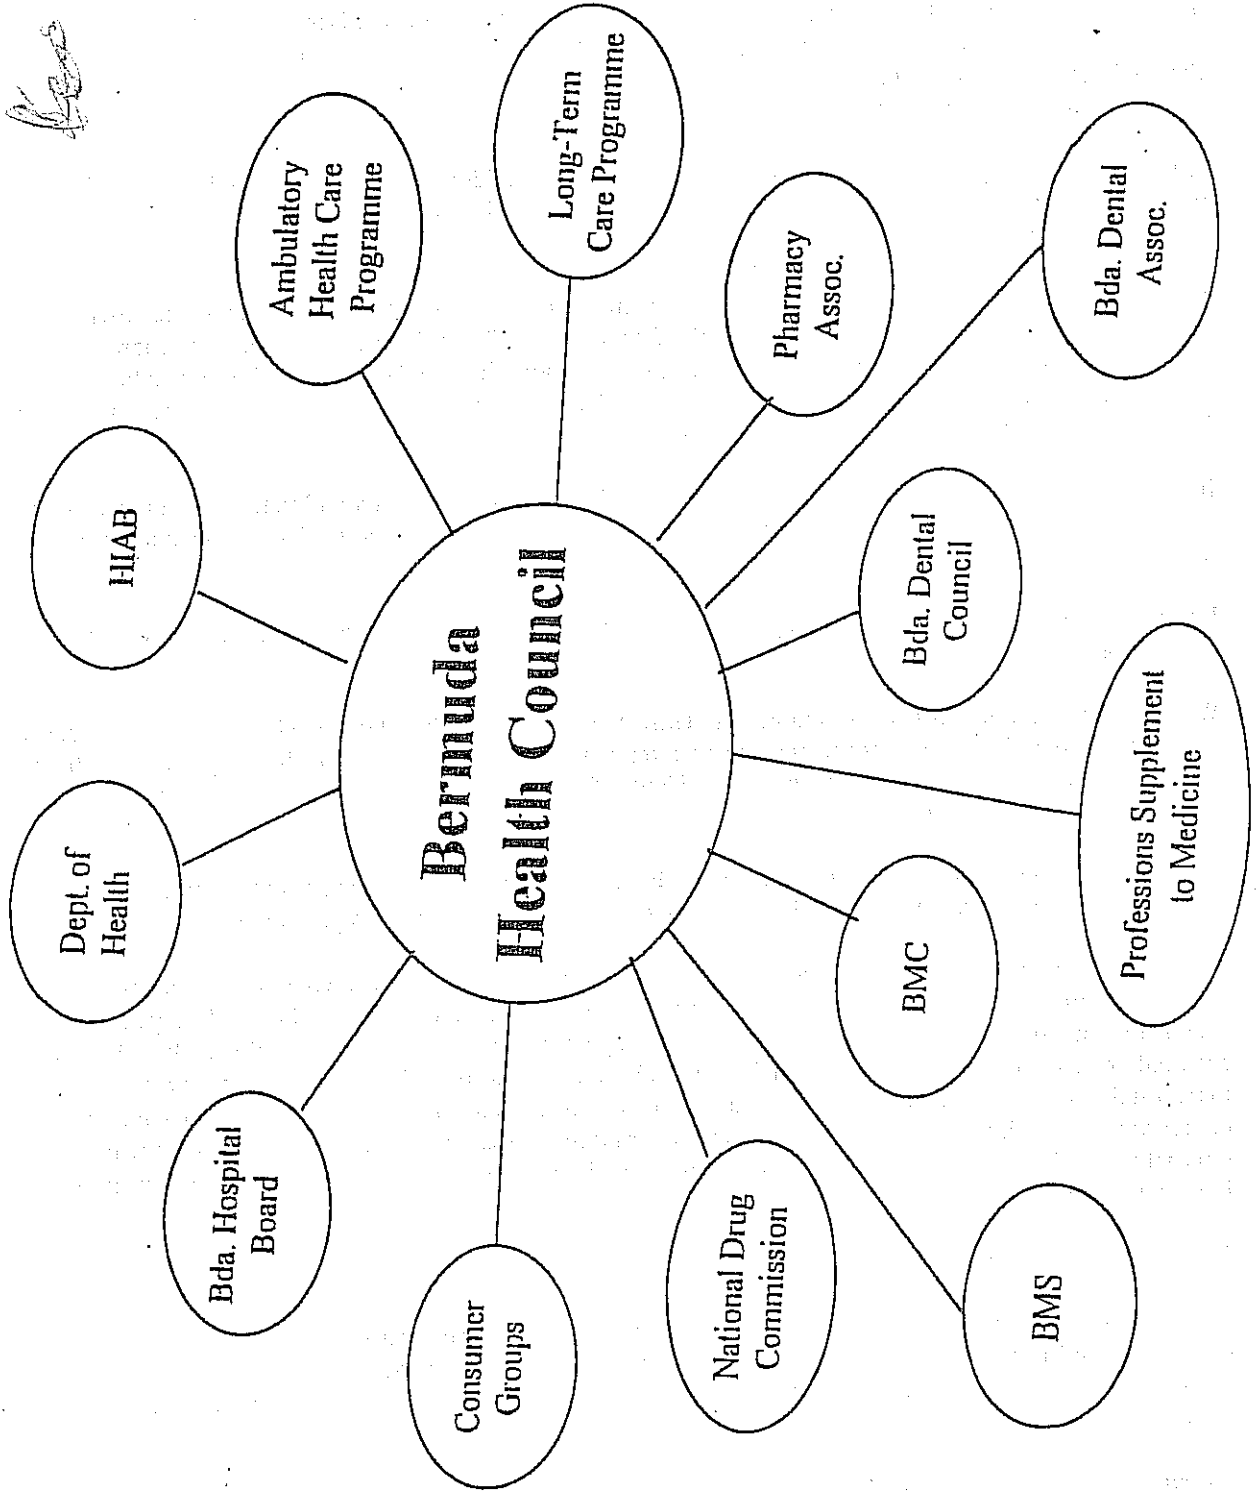 Bermuda
Health Council
Dept. of
Health
HIAB
Ambulatory
Health Care
Programme
Long-Term
Care Programme
Pharmacy
Assoc.
Bda. Dental
Assoc.
Bda. Dental
Council
Professions Supplement
to Medicine
BMC
BMS
National Drug
Commission
Consumer
Groups
Bda. Hospital
Board